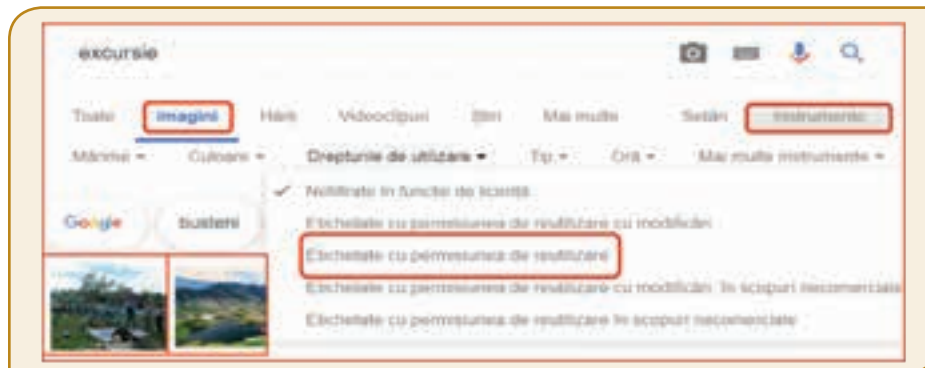 excursie
Toate Imagini Hărți Videoclipuri Știri Mai multe Setări Instrumente
Mărime Culoare Drepturile de utilizare Tip Oră Mai multe instrumente
Nefiltrate în funcție de licență
Etichetate cu permisiunea de reutilizare cu modificări
Google busteni
Etichetate cu permisiunea de reutilizare
Etichetate cu permisiunea de reutilizare cu modificări în scopuri necomerciale
Etichetate cu permisiunea de reutilizare în scopuri necomerciale